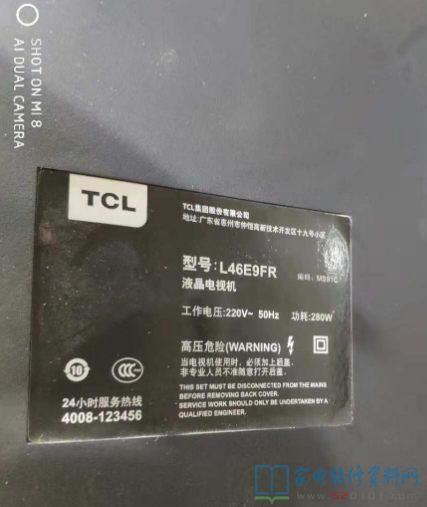 SHOT ON MI 8
AI DUAL CAMERA
TCL
TCL集团股份有限公司
地址:广东省惠州市仲恺高新技术开发区十九号小区
型号:L46E9FR
液晶电视机
工作电压:220V~ 50Hz 功耗:280W
高压危险(WARNING)
当电视机使用时,必须加上后盖,
非专业人员不准随意打开后盖。
THIS SET MUST BE DISCONNECTED FROM THE MAINS
BEFORE REMOVING BACK COVER.
SERVICE WORK SHOULD ONLY BE UNDERTAKEN BY A
QUALIFIED ENGINEER.
10
24小时服务热线
4008-123456
家电维修资料网
www.520101.com